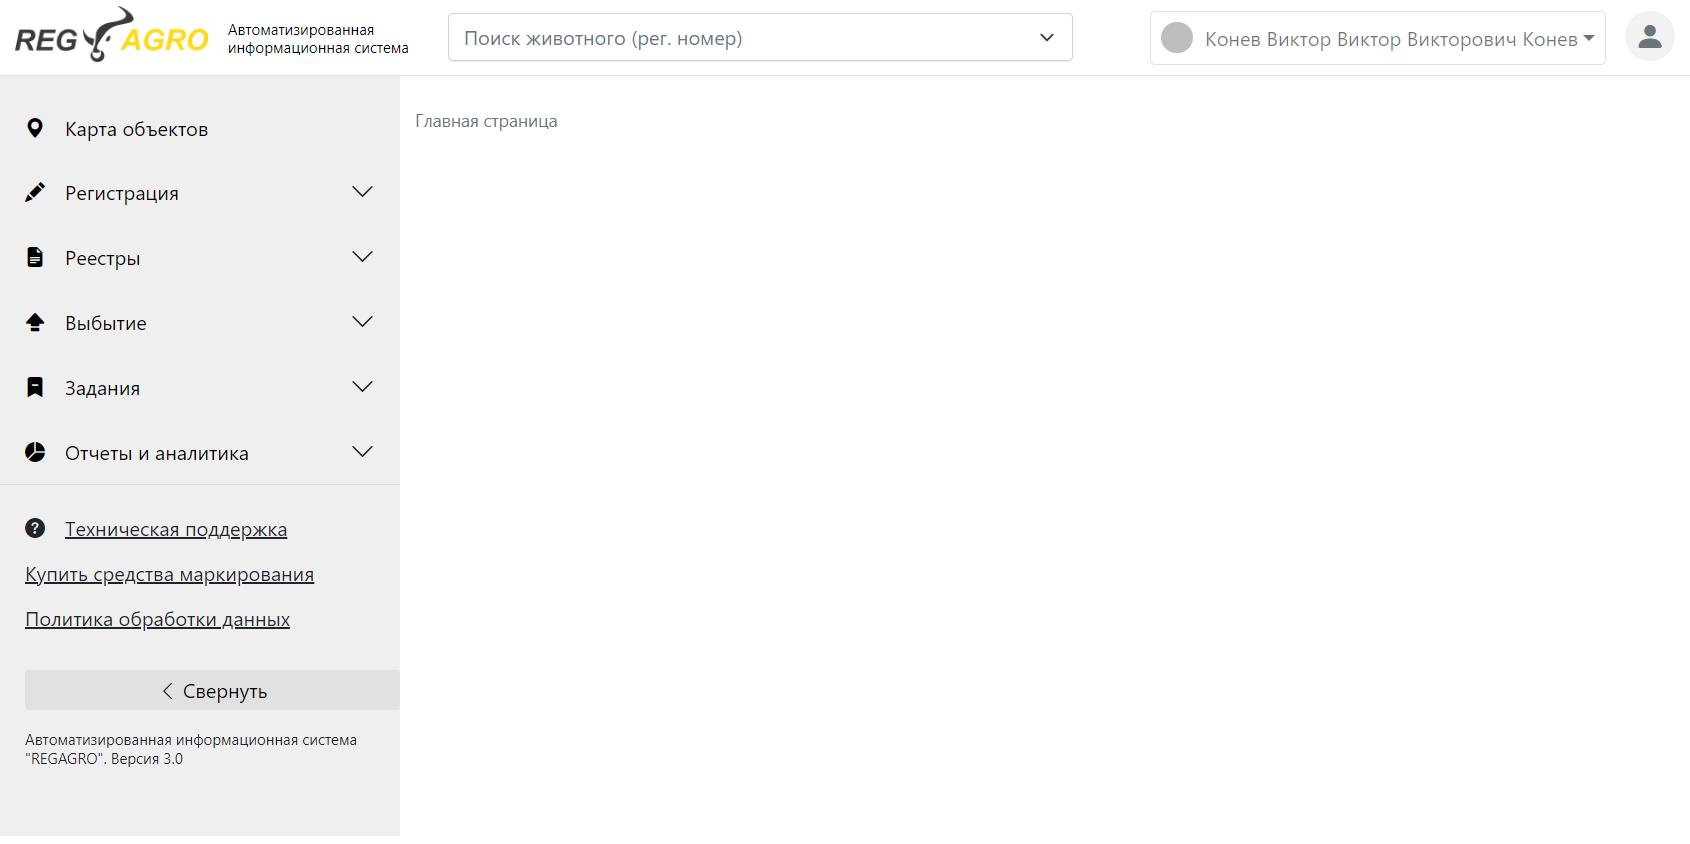 REG AGRO
Автоматизированная
информационная система
Поиск животного (рег. номер)
Конев Виктор Виктор Викторович Конев
Карта объектов
Регистрация
Реестры
Выбытие
Задания
Отчеты и аналитика
Техническая поддержка
Купить средства маркирования
Политика обработки данных
Свернуть
Автоматизированная информационная система
"REGAGRO". Версия 3.0
Главная страница